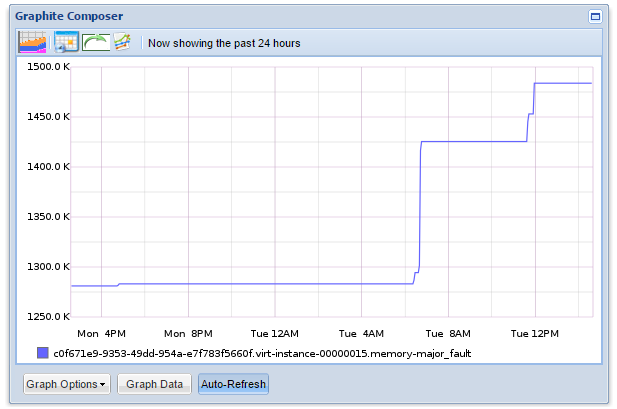 Graphite Composer
Now showing the past 24 hours
1500.0 K
1450.0 K
1400.0 K
1350.0 K
1300.0 K
1250.0 K
Mon 4PM Mon 8PM Tue 12AM Tue 4AM Tue 8AM Tue 12PM
c0f671e9-9353-49dd-954a-e7f783f5660f.virt-instance-00000015.memory-major_fault
Graph Options Graph Data Auto-Refresh